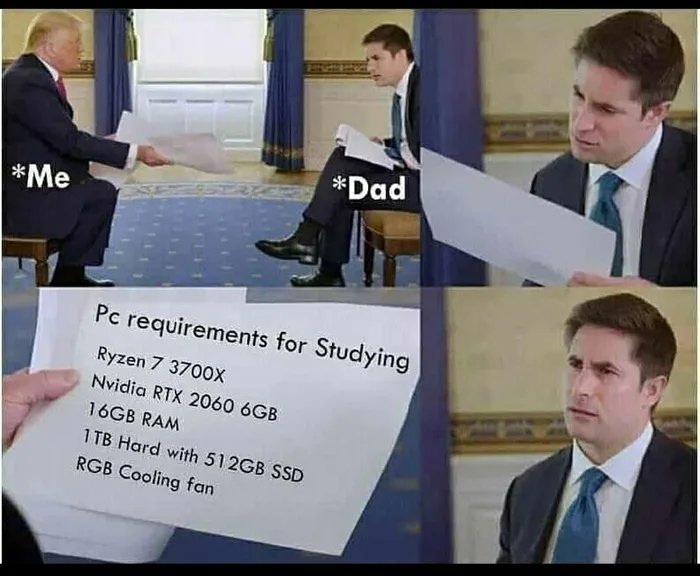 *Me
*Dad
Pc requirements for Studying
Ryzen 7 3700X
Nvidia RTX 2060 6GB
16GB RAM
1TB Hard with 512GB SSD
RGB Cooling fan